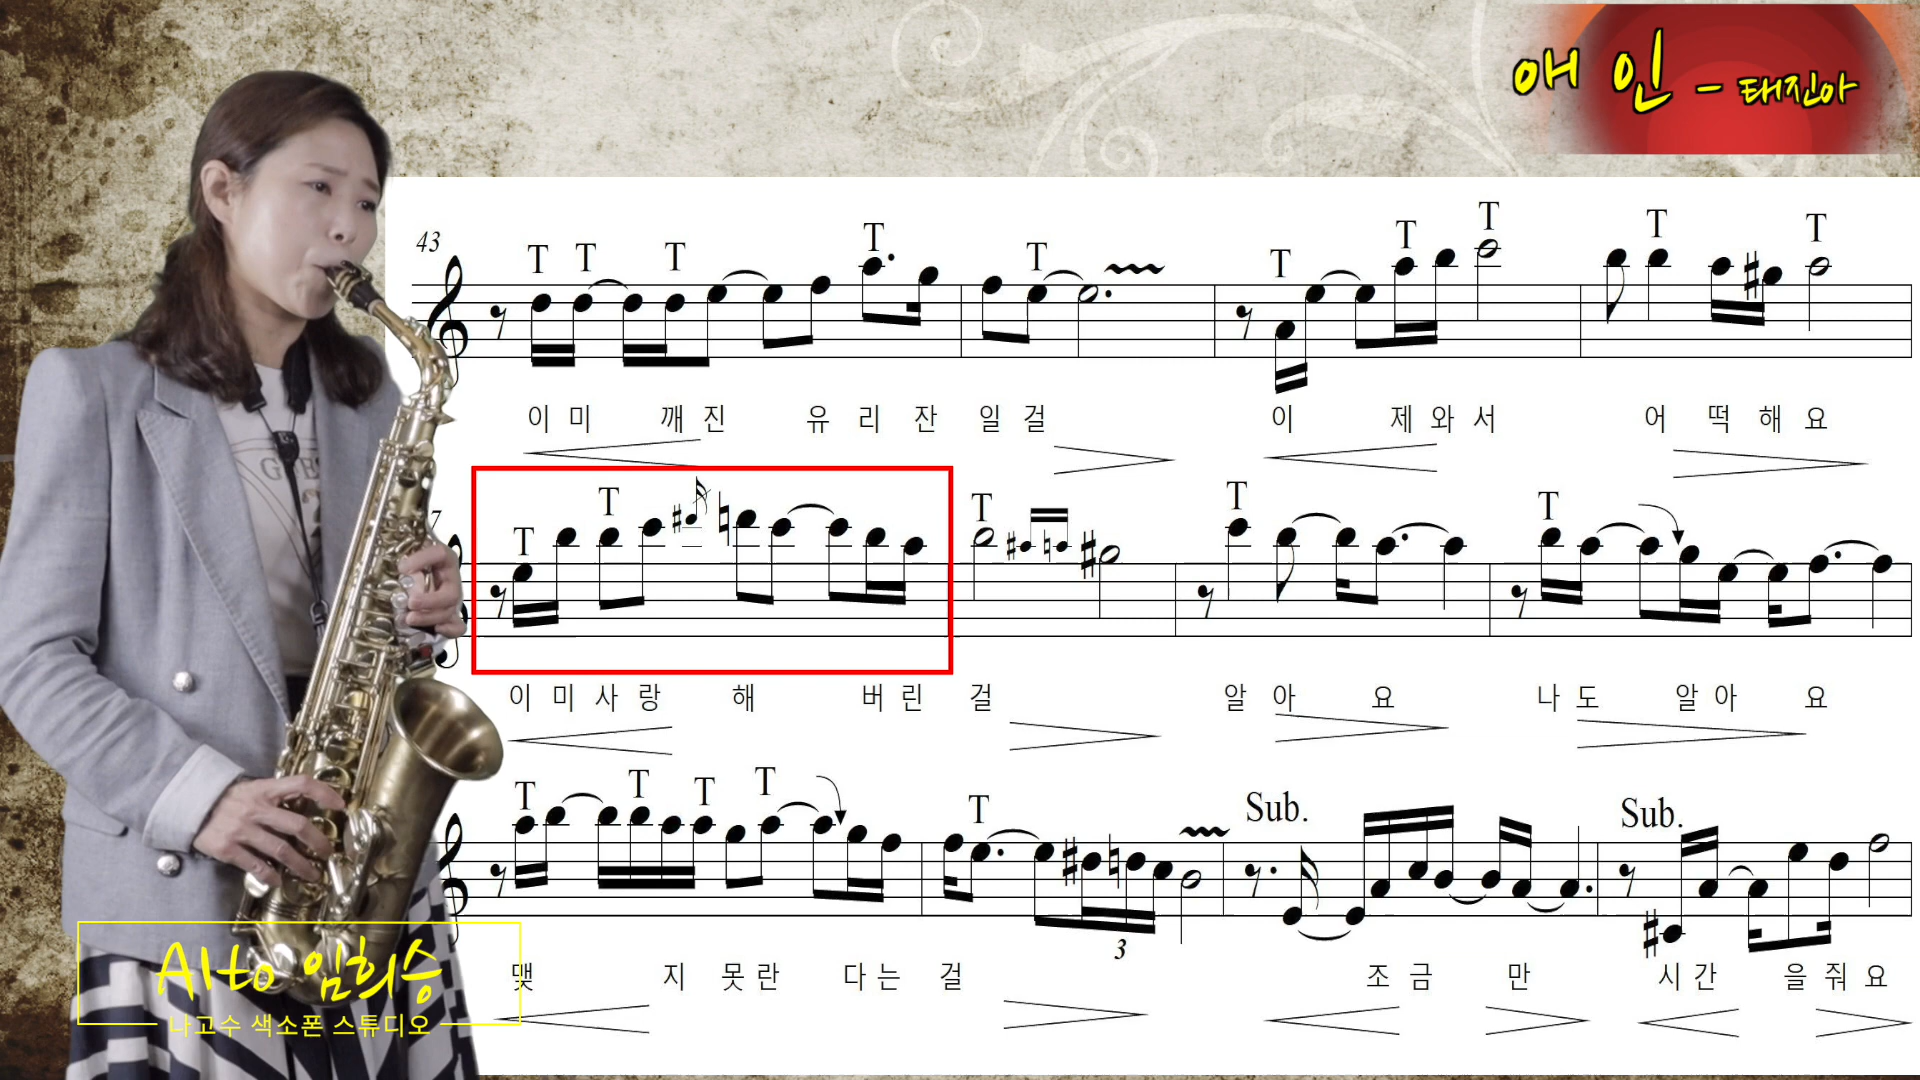 애인 - 태진아
43
T T T T T T T T T T
이 미 깨 진 유 리 잔 일 걸 이 제 와 서 어 떡 해 요
7
T T T T T
이 미 사 랑 해 버 린 걸 알 아 요 나 도 알 아 요
T T T T T Sub. Sub.
3
맺 지 못 란 다 는 걸 조 금 만 시 간 을 줘 요
Alto 임희승
나고수 색소폰 스튜디오